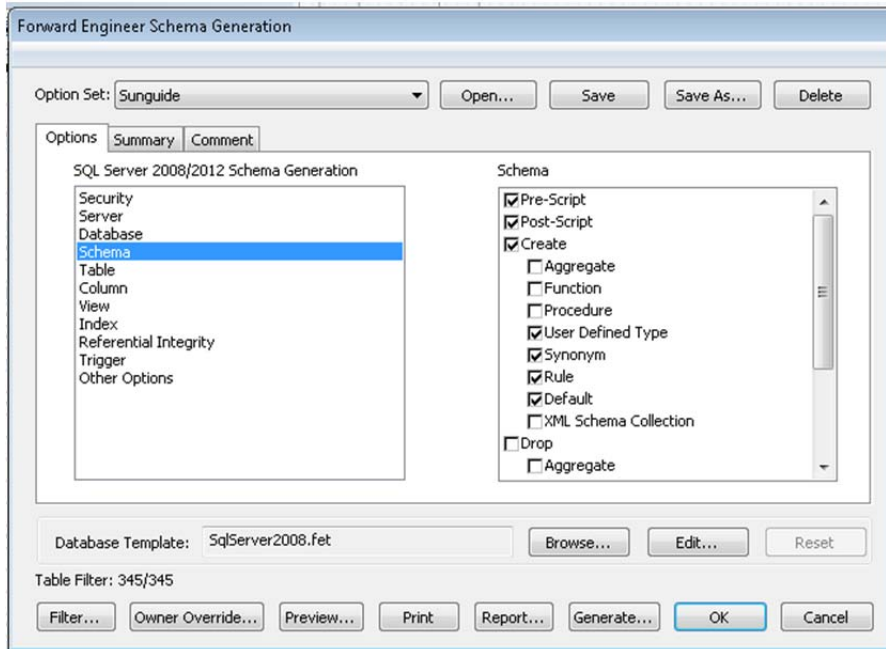 Forward Engineer Schema Generation
Option Set: Sunguide Open... Save Save As... Delete
Options Summary Comment
SQL Server 2008/2012 Schema Generation
Security
Server
Database
Schema
Table
Column
View
Index
Referential Integrity
Trigger
Other Options
Schema
Pre-Script
Post-Script
Create
Aggregate
Function
Procedure
User Defined Type
Synonym
Rule
Default
XML Schema Collection
Drop
Aggregate
Database Template: SqlServer2008.fet Browse... Edit... Reset
Table Filter: 345/345
Filter... Owner Override... Preview... Print Report... Generate... OK Cancel